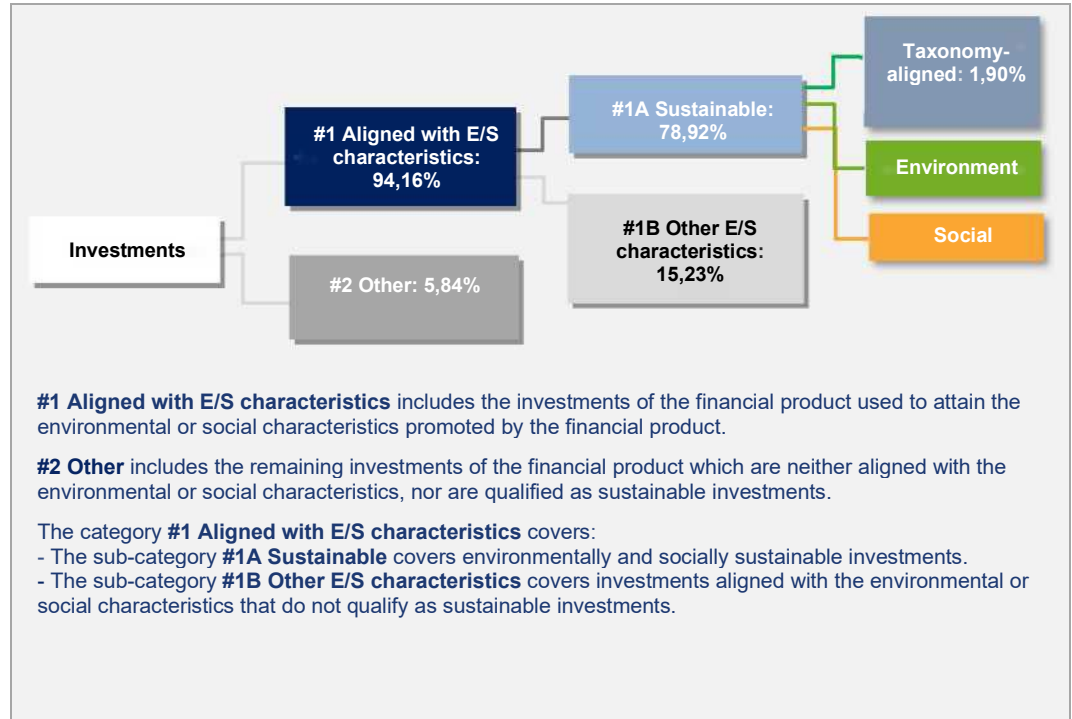 Taxonomy-
aligned: 1,90%
#1A Sustainable:
78,92%
#1 Aligned with E/S
characteristics:
94,16%
Environment
#1B Other E/S
characteristics:
15,23%
Social
Investments
#2 Other: 5,84%
#1 Aligned with E/S characteristics includes the investments of the financial product used to attain the
environmental or social characteristics promoted by the financial product.
#2 Other includes the remaining investments of the financial product which are neither aligned with the
environmental or social characteristics, nor are qualified as sustainable investments.
The category #1 Aligned with E/S characteristics covers:
- The sub-category #1A Sustainable covers environmentally and socially sustainable investments.
- The sub-category #1B Other E/S characteristics covers investments aligned with the environmental or
social characteristics that do not qualify as sustainable investments.